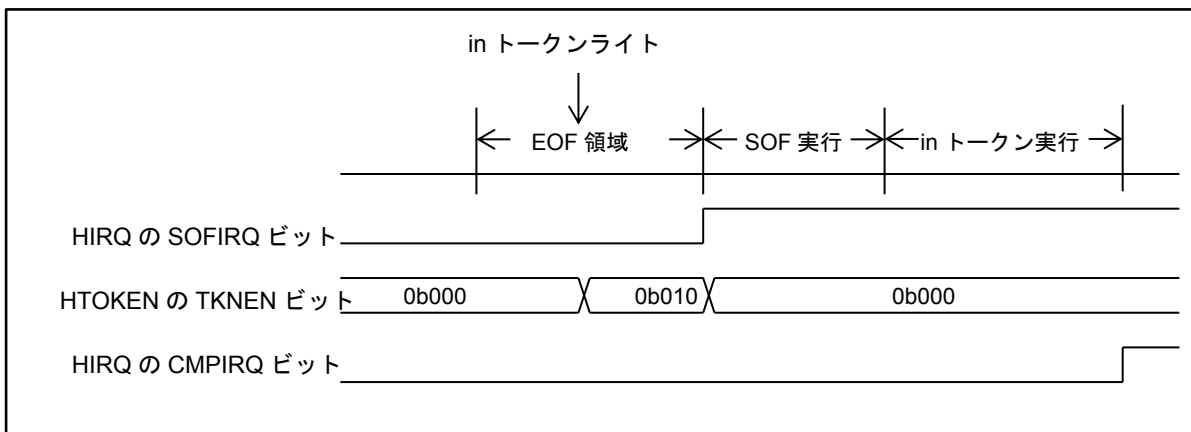 in トークンライト
EOF 領域
SOF 実行
in トークン実行
HIRQ の SOFIRQ ビット
HTOKEN の TKNEN ビット
0b000
0b010
0b000
HIRQ の CMPIRQ ビット